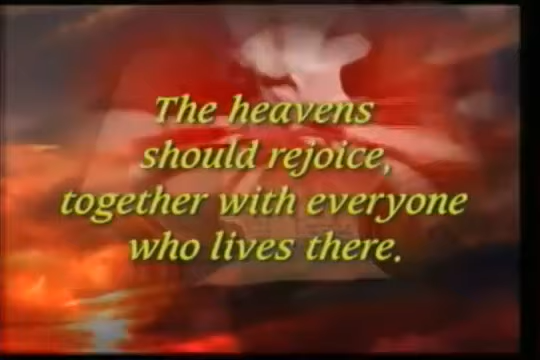 The heavens
should rejoice,
together with everyone
who lives there.